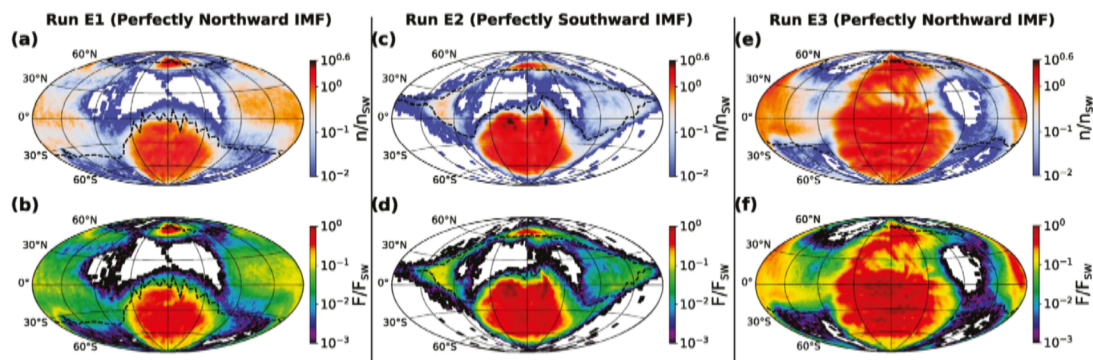 Run E1 (Perfectly Northward IMF)
Run E2 (Perfectly Southward IMF)
Run E3 (Perfectly Northward IMF)
(a)
60°N
30°N
0°
30°S
60°S
10^0.6
10^0
10^-1
10^-2
n/n_SW
(c)
60°N
30°N
0°
30°S
60°S
10^0.6
10^0
10^-1
10^-2
n/n_SW
(e)
60°N
30°N
0°
30°S
60°S
10^0.6
10^0
10^-1
10^-2
n/n_SW
(b)
60°N
30°N
0°
30°S
60°S
10^0
10^-1
10^-2
10^-3
F/F_SW
(d)
60°N
30°N
0°
30°S
60°S
10^0
10^-1
10^-2
10^-3
F/F_SW
(f)
60°N
30°N
0°
30°S
60°S
10^0
10^-1
10^-2
10^-3
F/F_SW